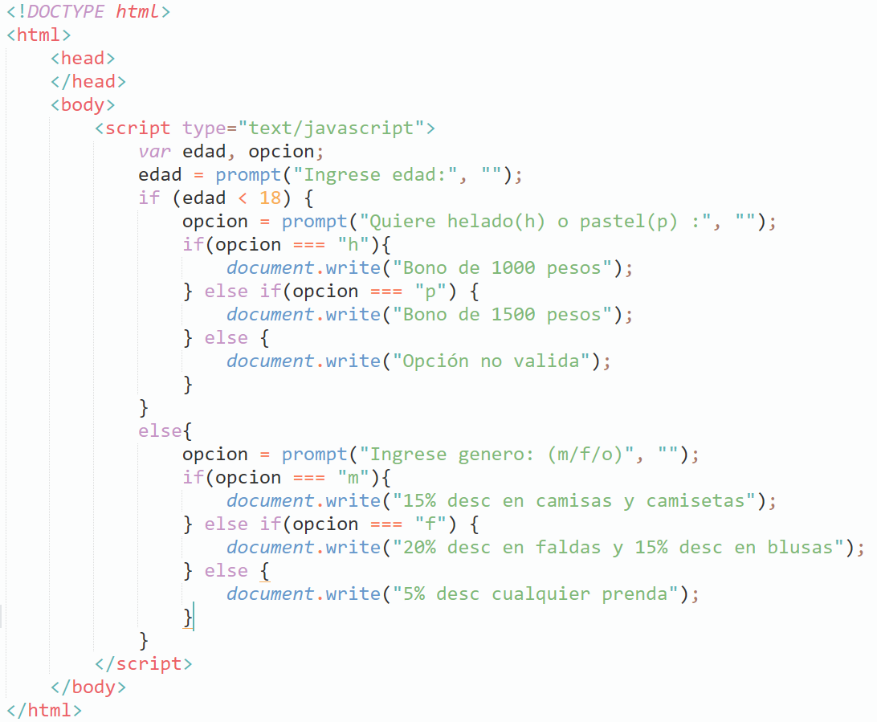 <!DOCTYPE html>
<html>
    <head>
    </head>
    <body>
        <script type="text/javascript">
            var edad, opcion;
            edad = prompt("Ingrese edad:", "");
            if (edad < 18) {
                opcion = prompt("Quiere helado(h) o pastel(p) :", "");
                if(opcion === "h"){
                    document.write("Bono de 1000 pesos");
                } else if(opcion === "p") {
                    document.write("Bono de 1500 pesos");
                } else {
                    document.write("Opción no valida");
                }
            }
            else{
                opcion = prompt("Ingrese genero: (m/f/o)", "");
                if(opcion === "m"){
                    document.write("15% desc en camisas y camisetas");
                } else if(opcion === "f") {
                    document.write("20% desc en faldas y 15% desc en blusas");
                } else {
                    document.write("5% desc cualquier prenda");
                }
            }
        </script>
    </body>
</html>